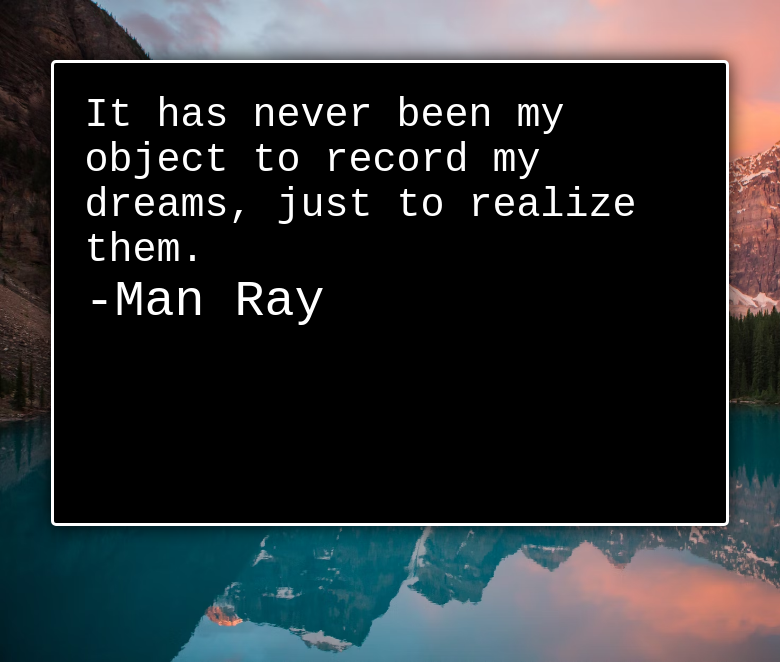 It has never been my
object to record my
dreams, just to realize
them.
-Man Ray